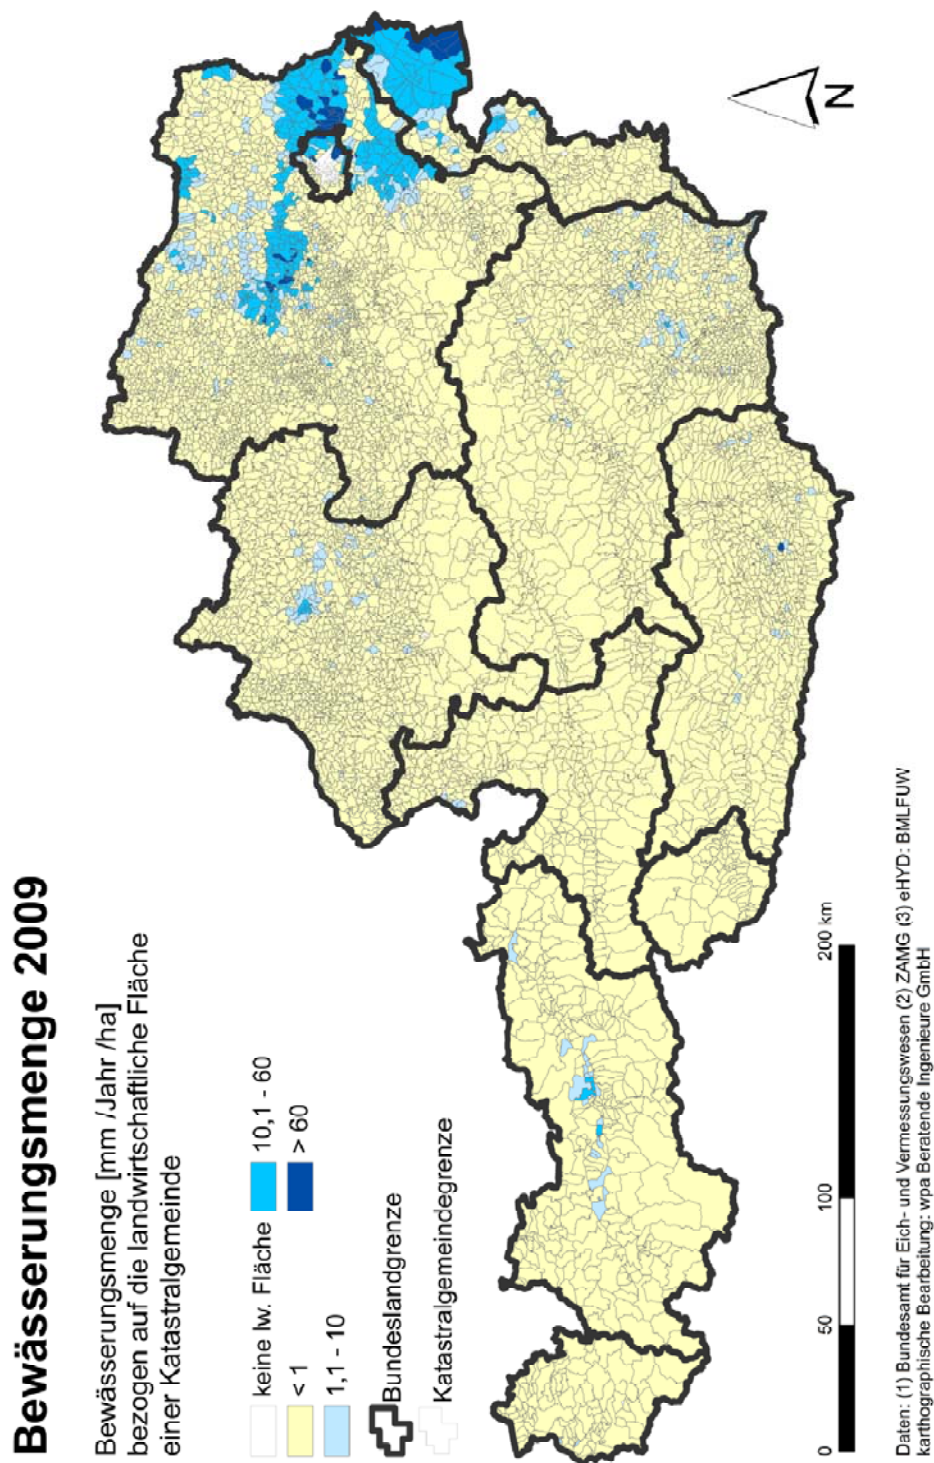 Bewässerungsmenge 2009
Bewässerungsmenge [mm /Jahr /ha]
bezogen auf die landwirtschaftliche Fläche
einer Katastralgemeinde
keine lw. Fläche
< 1
1,1 - 10
10,1 - 60
> 60
Bundeslandgrenze
Katastralgemeindegrenze
0 50 100 200 km
N
Daten: (1) Bundesamt für Eich- und Vermessungswesen (2) ZAMG (3) eHYD: BMLFUW
karthographische Bearbeitung: wpa Beratende Ingenieure GmbH